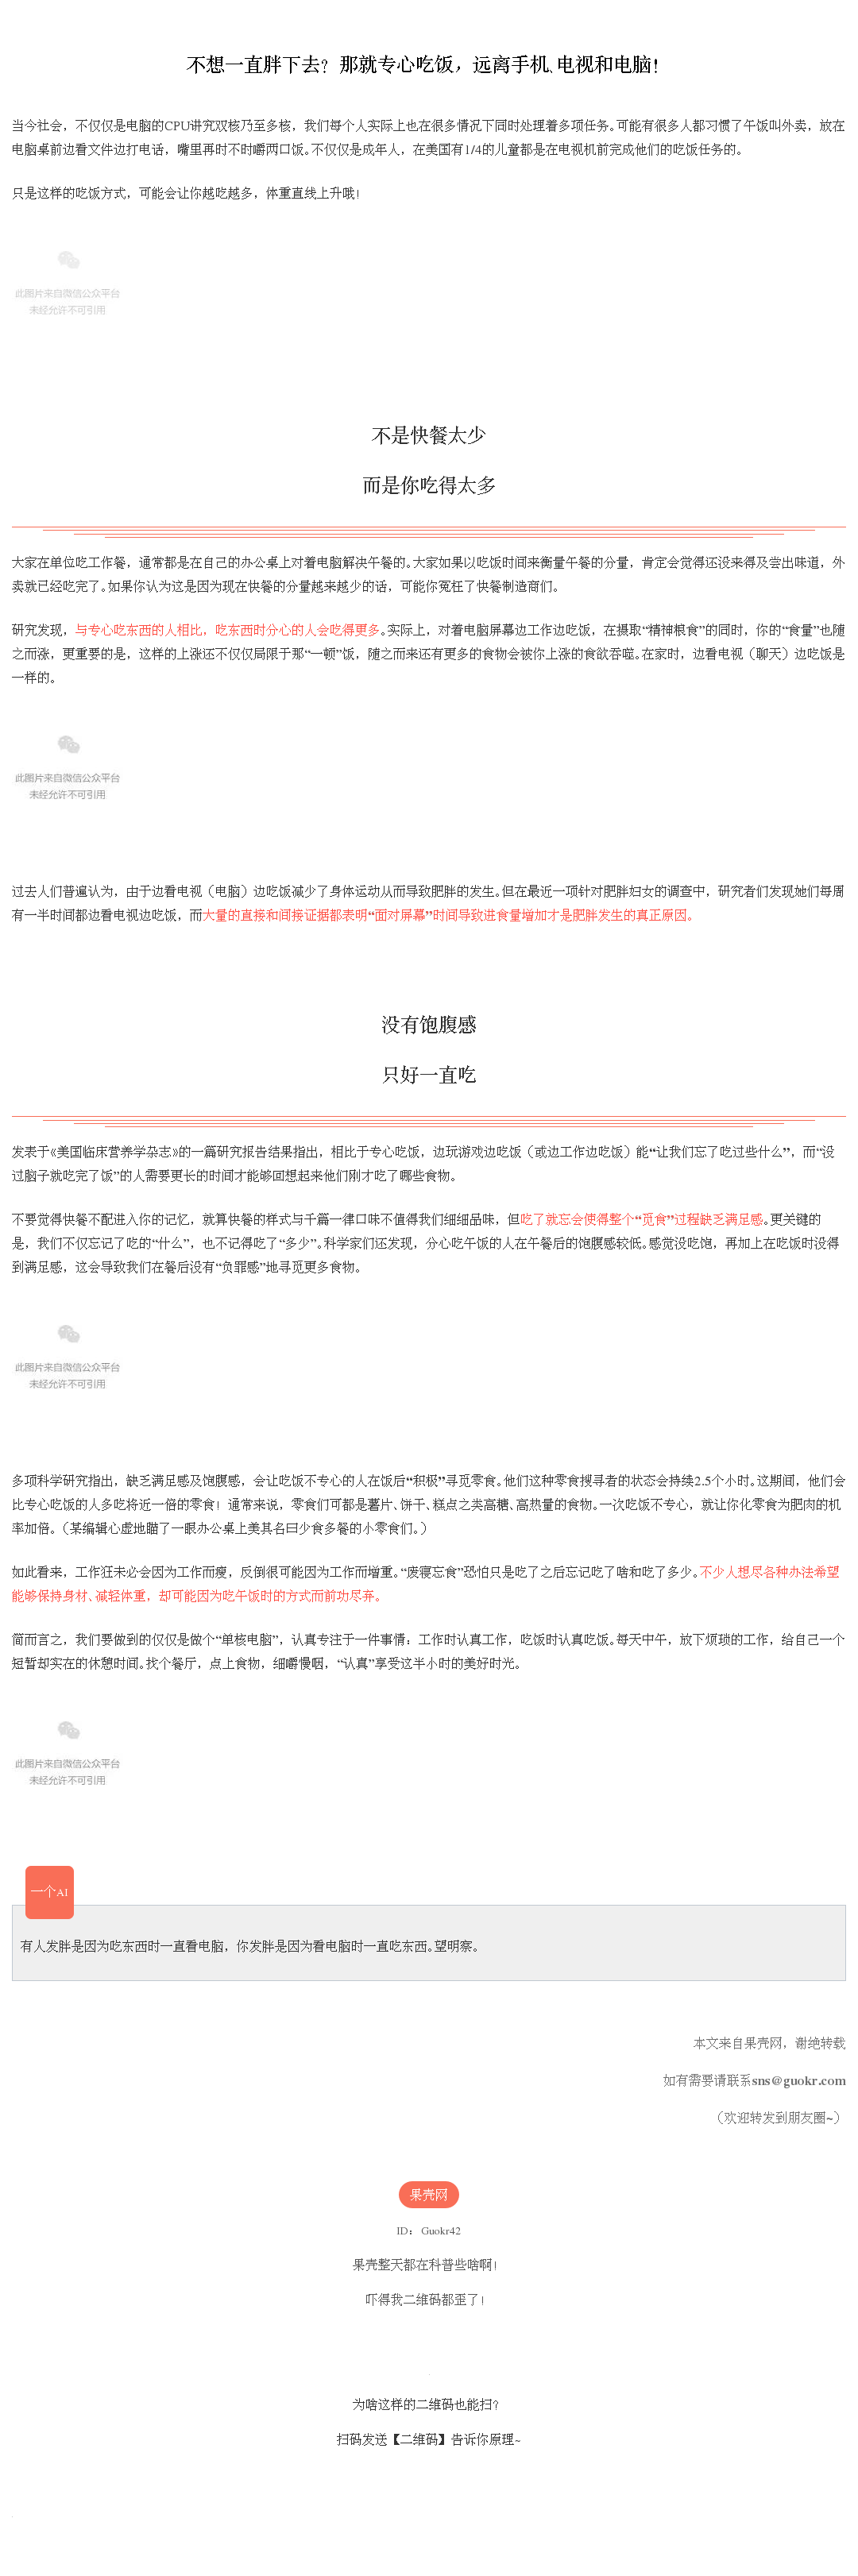 不想一直胖下去？那就专心吃饭，远离手机、电视和电脑！
当今社会，不仅仅是电脑的CPU讲究双核乃至多核，我们每个人实际上也在很多情况下同时处理着多项任务。可能有很多人都习惯了午饭叫外卖，放在
电脑桌前边看文件边打电话，嘴里再时不时嚼两口饭。不仅仅是成年人，在美国有1/4的儿童都是在电视机前完成他们的吃饭任务的。
只是这样的吃饭方式，可能会让你越吃越多，体重直线上升哦！
此图片来自微信公众平台
未经允许不可引用
不是快餐太少
而是你吃得太多
大家在单位吃工作餐，通常都是在自己的办公桌上对着电脑解决午餐的。大家如果以吃饭时间来衡量午餐的分量，肯定会觉得还没来得及尝出味道，外
卖就已经吃完了。如果你认为这是因为现在快餐的分量越来越少的话，可能你冤枉了快餐制造商们。
研究发现，与专心吃东西的人相比，吃东西时分心的人会吃得更多。实际上，对着电脑屏幕边工作边吃饭，在摄取“精神粮食”的同时，你的“食量”也随
之而涨，更重要的是，这样的上涨还不仅仅局限于那“一顿”饭，随之而来还有更多的食物会被你上涨的食欲吞噬。在家时，边看电视（聊天）边吃饭是
一样的。
此图片来自微信公众平台
未经允许不可引用
过去人们普遍认为，由于边看电视（电脑）边吃饭减少了身体运动从而导致肥胖的发生。但在最近一项针对肥胖妇女的调查中，研究者们发现她们每周
有一半时间都边看电视边吃饭，而大量的直接和间接证据都表明“面对屏幕”时间导致进食量增加才是肥胖发生的真正原因。
没有饱腹感
只好一直吃
发表于《美国临床营养学杂志》的一篇研究报告结果指出，相比于专心吃饭，边玩游戏边吃饭（或边工作边吃饭）能“让我们忘了吃过些什么”，而“没
过脑子就吃完了饭”的人需要更长的时间才能够回想起来他们刚才吃了哪些食物。
不要觉得快餐不配进入你的记忆，就算快餐的样式与千篇一律口味不值得我们细细品味，但吃了就忘会使得整个“觅食”过程缺乏满足感。更关键的
是，我们不仅忘记了吃的“什么”，也不记得吃了“多少”。科学家们还发现，分心吃午饭的人在午餐后的饱腹感较低。感觉没吃饱，再加上在吃饭时没得
到满足感，这会导致我们在餐后没有“负罪感”地寻觅更多食物。
此图片来自微信公众平台
未经允许不可引用
多项科学研究指出，缺乏满足感及饱腹感，会让吃饭不专心的人在饭后“积极”寻觅零食。他们这种零食搜寻者的状态会持续2.5个小时。这期间，他们会
比专心吃饭的人多吃将近一倍的零食！通常来说，零食们可都是薯片、饼干、糕点之类高糖、高热量的食物。一次吃饭不专心，就让你化零食为肥肉的机
率加倍。（某编辑心虚地瞄了一眼办公桌上美其名曰少食多餐的小零食们。）
如此看来，工作狂未必会因为工作而瘦，反倒很可能因为工作而增重。“废寝忘食”恐怕只是吃了之后忘记吃了啥和吃了多少。不少人想尽各种办法希望
能够保持身材、减轻体重，却可能因为吃午饭时的方式而前功尽弃。
简而言之，我们要做到的仅仅是做个“单核电脑”，认真专注于一件事情：工作时认真工作，吃饭时认真吃饭。每天中午，放下烦琐的工作，给自己一个
短暂却实在的休憩时间。找个餐厅，点上食物，细嚼慢咽，“认真”享受这半小时的美好时光。
此图片来自微信公众平台
未经允许不可引用
一个AI
有人发胖是因为吃东西时一直看电脑，你发胖是因为看电脑时一直吃东西。望明察。
本文来自果壳网，谢绝转载
如有需要请联系sns@guokr.com
（欢迎转发到朋友圈~）
果壳网
ID： Guokr42
果壳整天都在科普些啥啊！
吓得我二维码都歪了！
为啥这样的二维码也能扫？
扫码发送【二维码】告诉你原理~